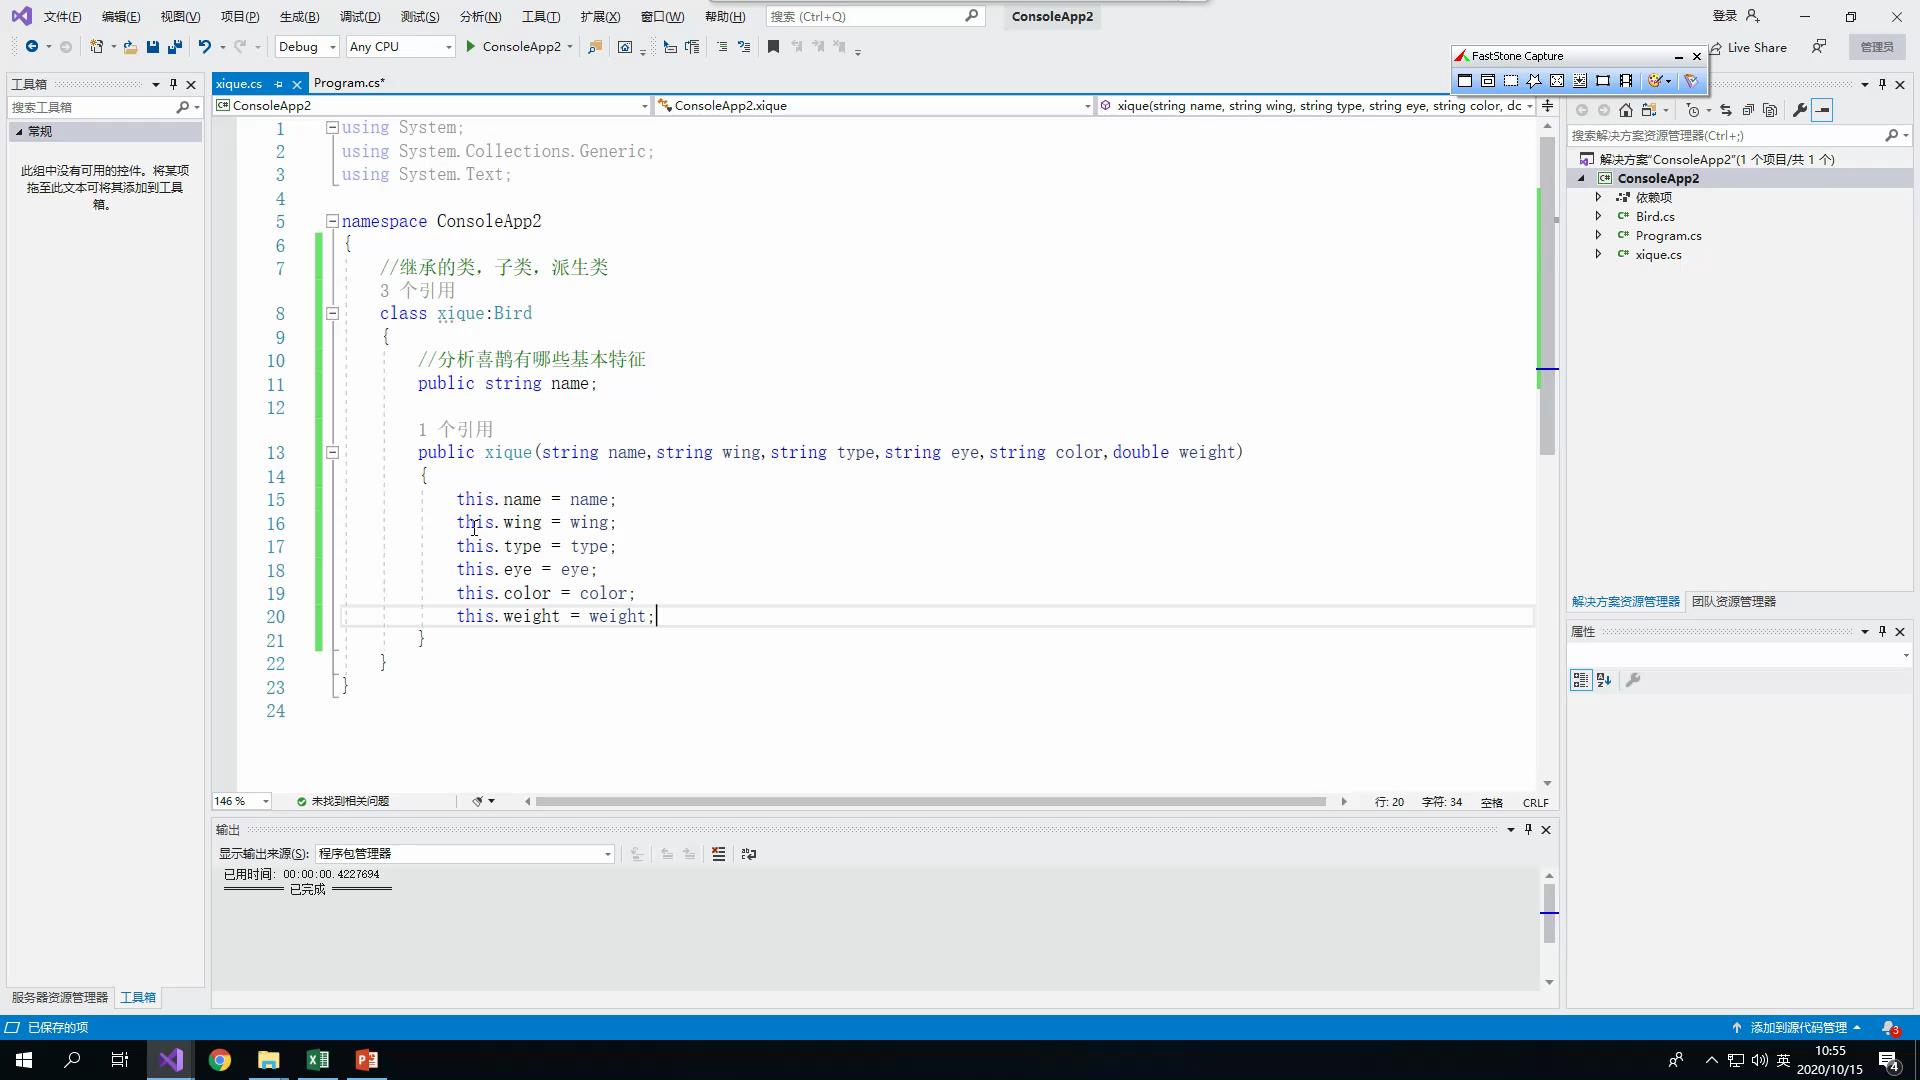 文件(F) 编辑(E) 视图(V) 项目(P) 生成(B) 调试(D) 测试(S) 分析(N) 工具(T) 扩展(X) 窗口(W) 帮助(H) 搜索 (Ctrl+Q) ConsoleApp2 登录
Debug Any CPU ConsoleApp2 Live Share 管理员
FastStone Capture
工具箱
搜索工具箱
常规
此组中没有可用的控件。将某项
拖至此文本可将其添加到工具
箱。
服务器资源管理器 工具箱
xique.cs Program.cs*
ConsoleApp2 ConsoleApp2.xique xique(string name, string wing, string type, string eye, string color, dc
1 using System;
2 using System.Collections.Generic;
3 using System.Text;
4
5 namespace ConsoleApp2
6 {
7 //继承的类，子类，派生类
3 个引用
8 class xique:Bird
9 {
10 //分析喜鹊有哪些基本特征
11 public string name;
12
1 个引用
13 public xique(string name,string wing,string type,string eye,string color,double weight)
14 {
15 this.name = name;
16 this.wing = wing;
17 this.type = type;
18 this.eye = eye;
19 this.color = color;
20 this.weight = weight;
21 }
22 }
23 }
24
146 % 未找到相关问题 行: 20 字符: 34 空格 CRLF
输出
显示输出来源(S): 程序包管理器
已用时间: 00:00:00.4227694
========== 已完成 ==========
搜索解决方案资源管理器(Ctrl+;)
解决方案"ConsoleApp2"(1 个项目/共 1 个)
ConsoleApp2
依赖项
C# Bird.cs
C# Program.cs
C# xique.cs
解决方案资源管理器 团队资源管理器
属性
已保存的项 添加到源代码管理 3
英 10:55
2020/10/15 4